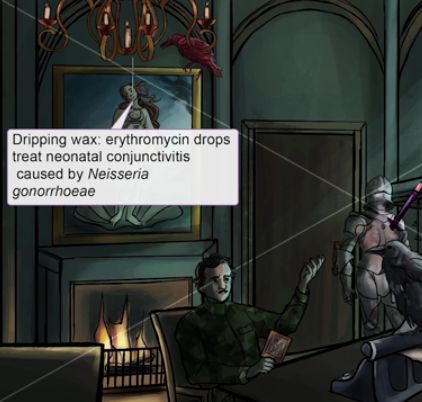 Dripping wax: erythromycin drops
treat neonatal conjunctivitis
caused by Neisseria
gonorrhoeae